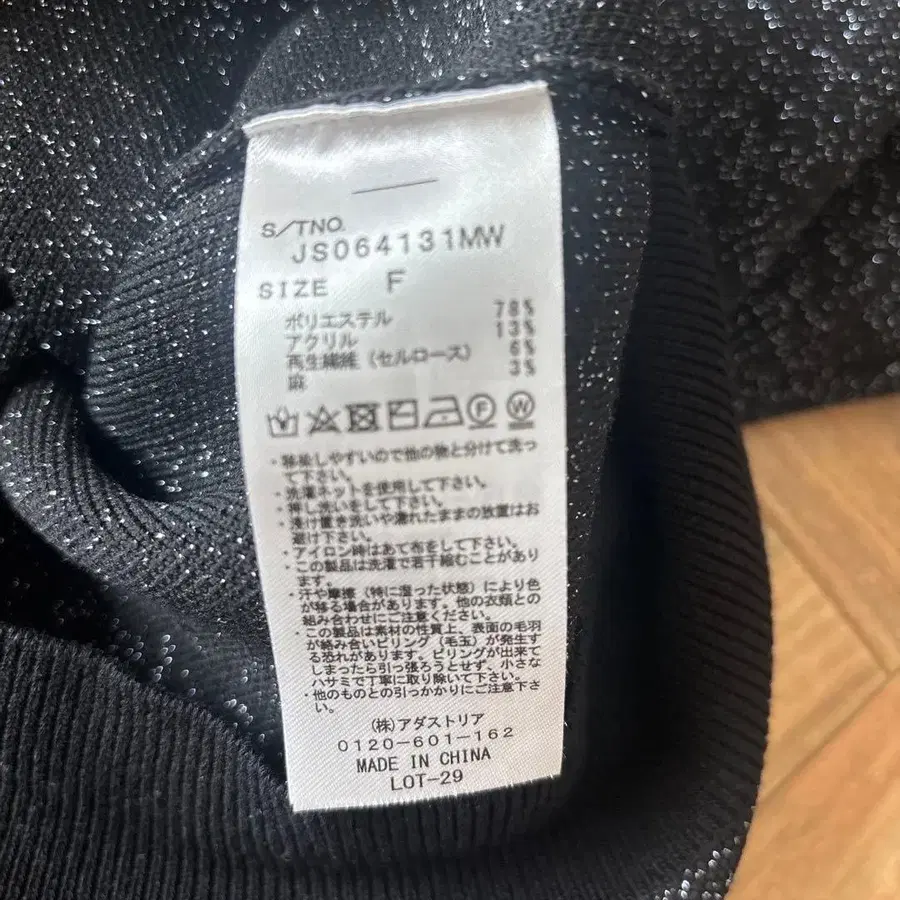 S/TNO.
JS064131MW
SIZE F
ポリエステル 78%
アクリル 13%
再生繊維（セルロース） 6%
麻 3%
F W
・移染しやすいので他の物と分けて洗っ
て下さい。
・洗濯ネットを使用して下さい。
・押し洗いをして下さい。
・浸け置き洗いや濡れたままの放置はお
避け下さい。
・アイロン時はあて布をして下さい。
・この製品は洗濯で若干縮むことがあり
ます。
・汗や摩擦（特に湿った状態）により色
が移る場合があります。他の衣類との
組み合わせにご注意ください。
・この製品は素材の性質上、表面の毛羽
が絡み合いピリング（毛玉）が発生す
る恐れがあります。ピリングが出来て
しまったら引っ張ろうとせず、小さな
ハサミで丁寧に取り除いて下さい。
・他のものとの引っかかりにご注意下さ
い。
（株）アダストリア
0120-601-162
MADE IN CHINA
LOT-29